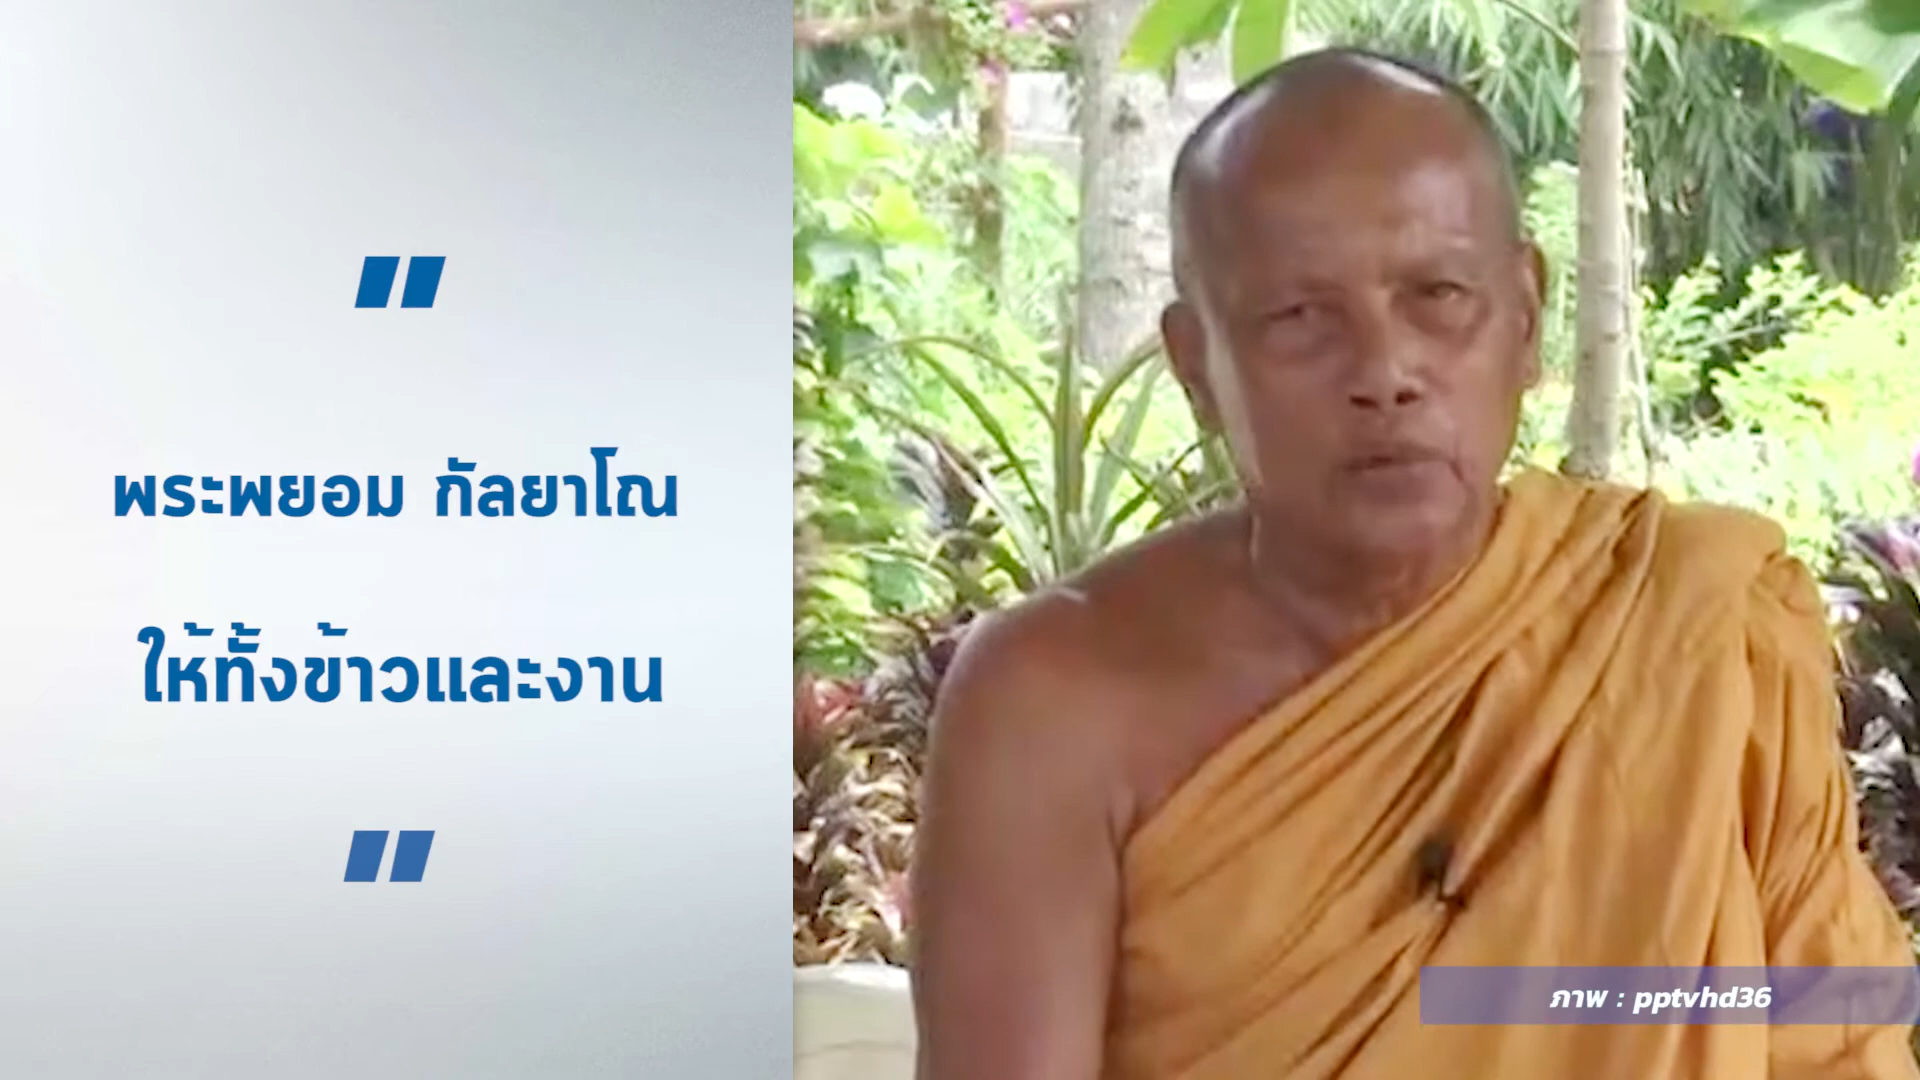 "
พระพยอม กัลยาโณ
ให้ทั้งข้าวและงาน
"
ภาพ : pptvhd36